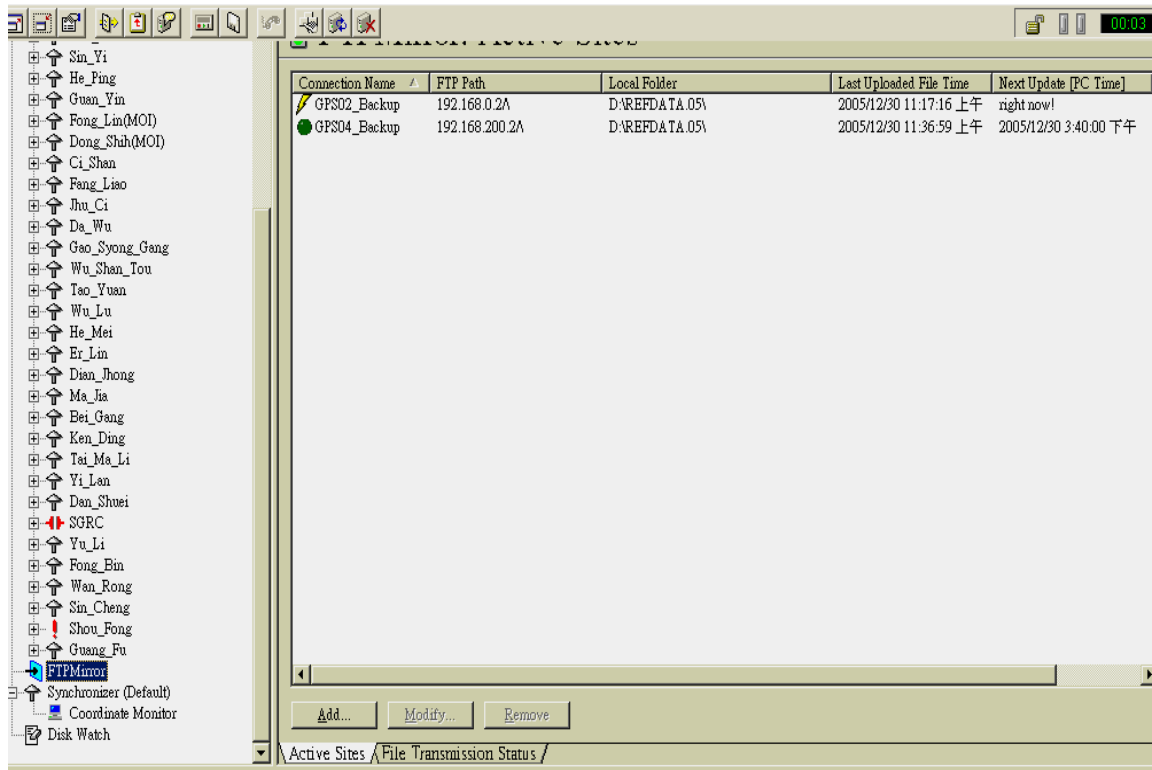 00:03
Sin_Yi
He_Ping
Guan_Yin
Fong_Lin(MOI)
Dong_Shih(MOI)
Ci_Shan
Fang_Liao
Jhu_Ci
Da_Wu
Gao_Syong_Gang
Wu_Shan_Tou
Tao_Yuan
Wu_Lu
He_Mei
Er_Lin
Dian_Jhong
Ma_Jia
Bei_Gang
Ken_Ding
Tai_Ma_Li
Yi_Lan
Dan_Shuei
SGRC
Yu_Li
Fong_Bin
Wan_Rong
Sin_Cheng
Shou_Fong
Guang_Fu
FTPMirror
Synchronizer (Default)
Coordinate Monitor
Disk Watch
FTPMirror: Active Sites
Connection Name FTP Path Local Folder Last Uploaded File Time Next Update [PC Time]
GPS02_Backup 192.168.0.2/\ D:\REFDATA.05\ 2005/12/30 11:17:16 上午 right now!
GPS04_Backup 192.168.200.2/\ D:\REFDATA.05\ 2005/12/30 11:36:59 上午 2005/12/30 3:40:00 下午
Add... Modify... Remove
Active Sites File Transmission Status